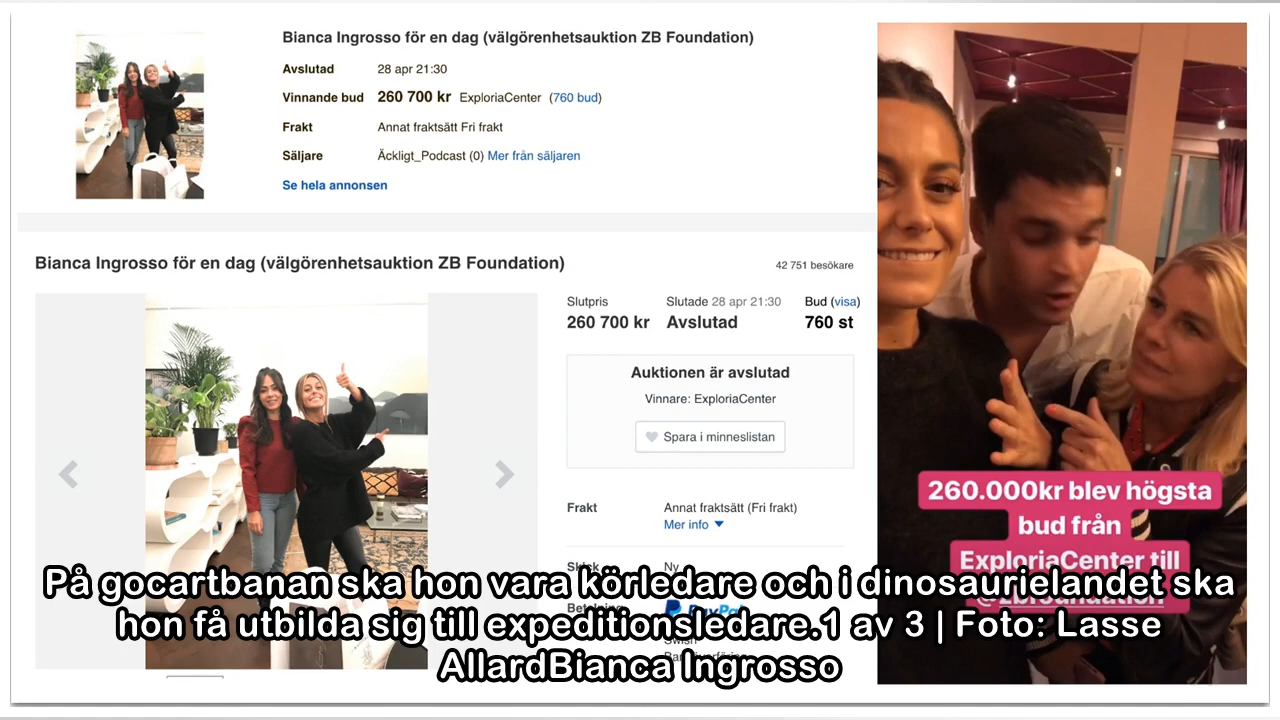 Bianca Ingrosso för en dag (välgörenhetsauktion ZB Foundation)
Avslutad 28 apr 21:30
Vinnande bud 260 700 kr ExploriaCenter (760 bud)
Frakt Annat fraktsätt Fri frakt
Säljare Äckligt_Podcast (0) Mer från säljaren
Se hela annonsen
Bianca Ingrosso för en dag (välgörenhetsauktion ZB Foundation)
42 751 besökare
Slutpris Slutade 28 apr 21:30 Bud (visa)
260 700 kr Avslutad 760 st
Auktionen är avslutad
Vinnare: ExploriaCenter
Spara i minneslistan
Frakt Annat fraktsätt (Fri frakt)
Mer info
Skick Ny
PayPal
Swish
260.000kr blev högsta
bud från
ExploriaCenter till
På gocartbanan ska hon vara körledare och i dinosaurielandet ska
hon få utbilda sig till expeditionsledare.1 av 3 | Foto: Lasse
AllardBianca Ingrosso